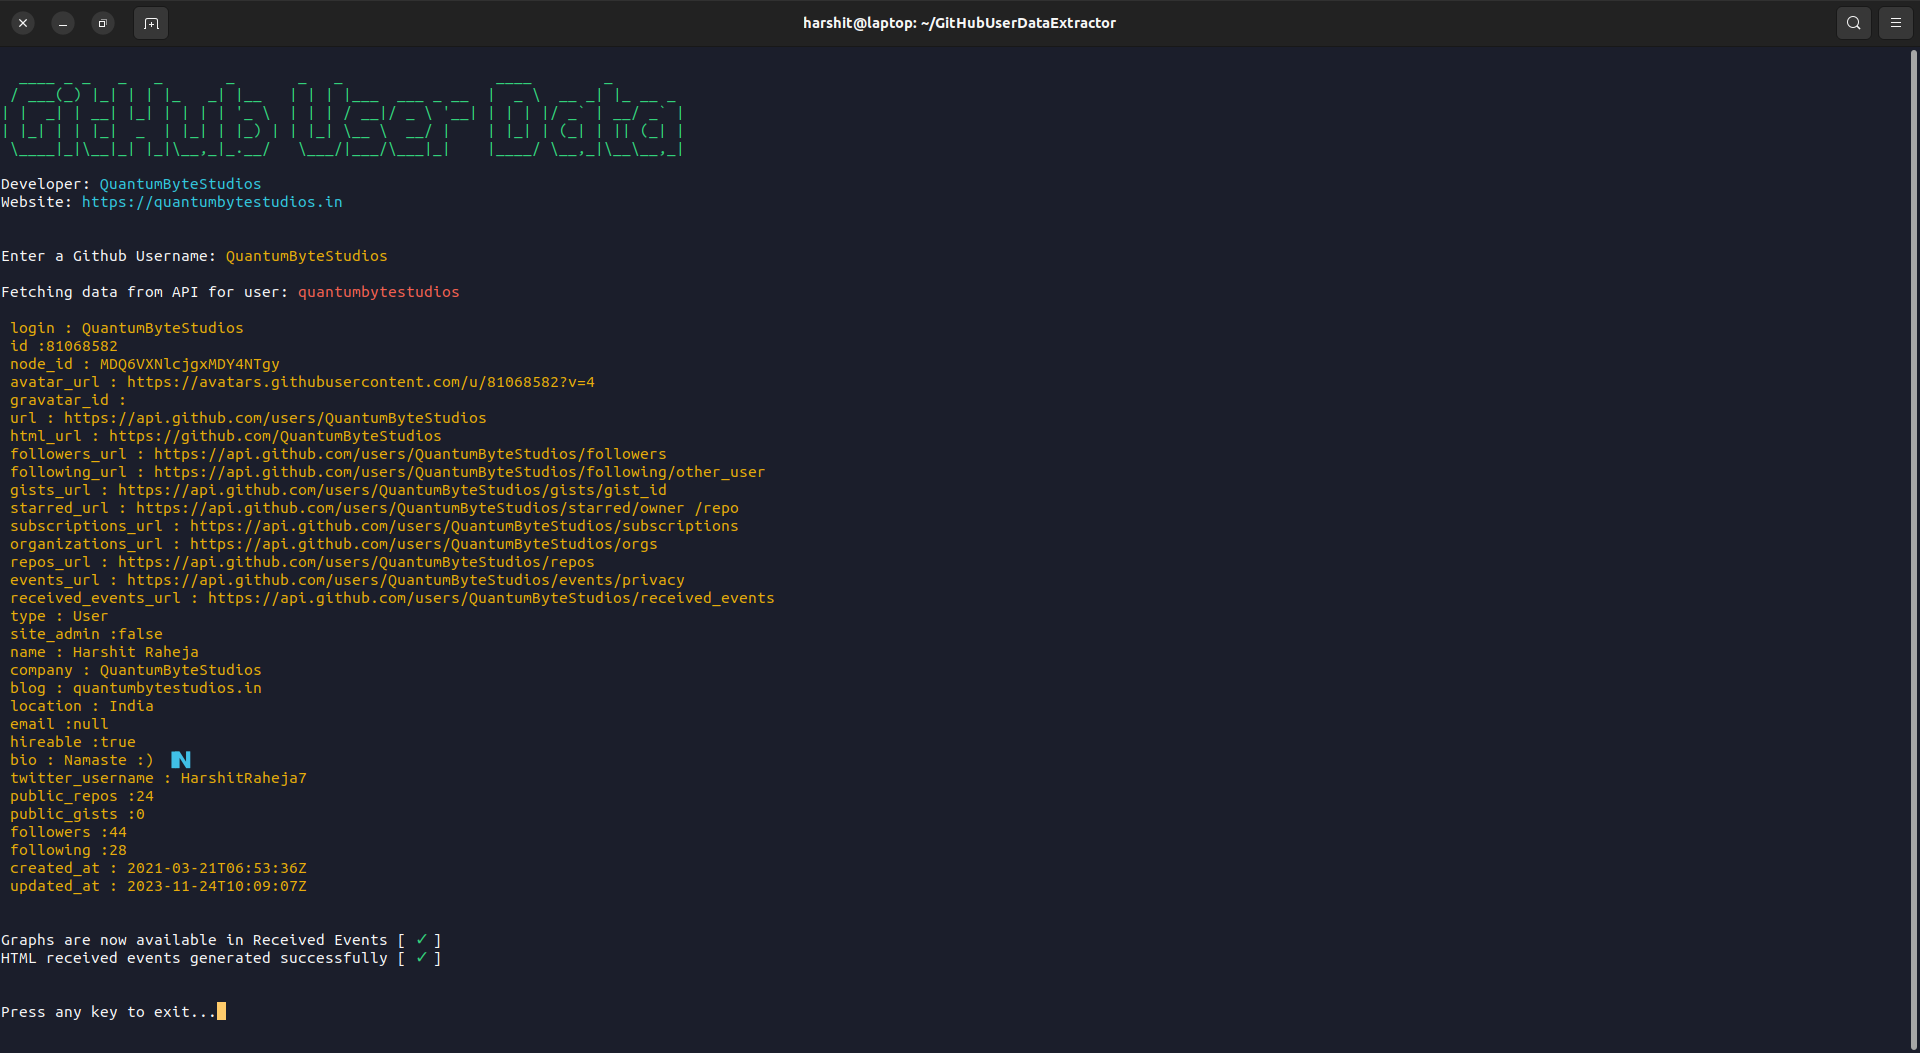 harshit@laptop: ~/GitHubUserDataExtractor
GitHub User Data
Developer: QuantumByteStudios
Website: https://quantumbytestudios.in
Enter a Github Username: QuantumByteStudios
Fetching data from API for user: quantumbytestudios
login : QuantumByteStudios
id :81068582
node_id : MDQ6VXNlcjgxMDY4NTgy
avatar_url : https://avatars.githubusercontent.com/u/81068582?v=4
gravatar_id :
url : https://api.github.com/users/QuantumByteStudios
html_url : https://github.com/QuantumByteStudios
followers_url : https://api.github.com/users/QuantumByteStudios/followers
following_url : https://api.github.com/users/QuantumByteStudios/following/other_user
gists_url : https://api.github.com/users/QuantumByteStudios/gists/gist_id
starred_url : https://api.github.com/users/QuantumByteStudios/starred/owner /repo
subscriptions_url : https://api.github.com/users/QuantumByteStudios/subscriptions
organizations_url : https://api.github.com/users/QuantumByteStudios/orgs
repos_url : https://api.github.com/users/QuantumByteStudios/repos
events_url : https://api.github.com/users/QuantumByteStudios/events/privacy
received_events_url : https://api.github.com/users/QuantumByteStudios/received_events
type : User
site_admin :false
name : Harshit Raheja
company : QuantumByteStudios
blog : quantumbytestudios.in
location : India
email :null
hireable :true
bio : Namaste :) N
twitter_username : HarshitRaheja7
public_repos :24
public_gists :0
followers :44
following :28
created_at : 2021-03-21T06:53:36Z
updated_at : 2023-11-24T10:09:07Z
Graphs are now available in Received Events [ ✓ ]
HTML received events generated successfully [ ✓ ]
Press any key to exit...